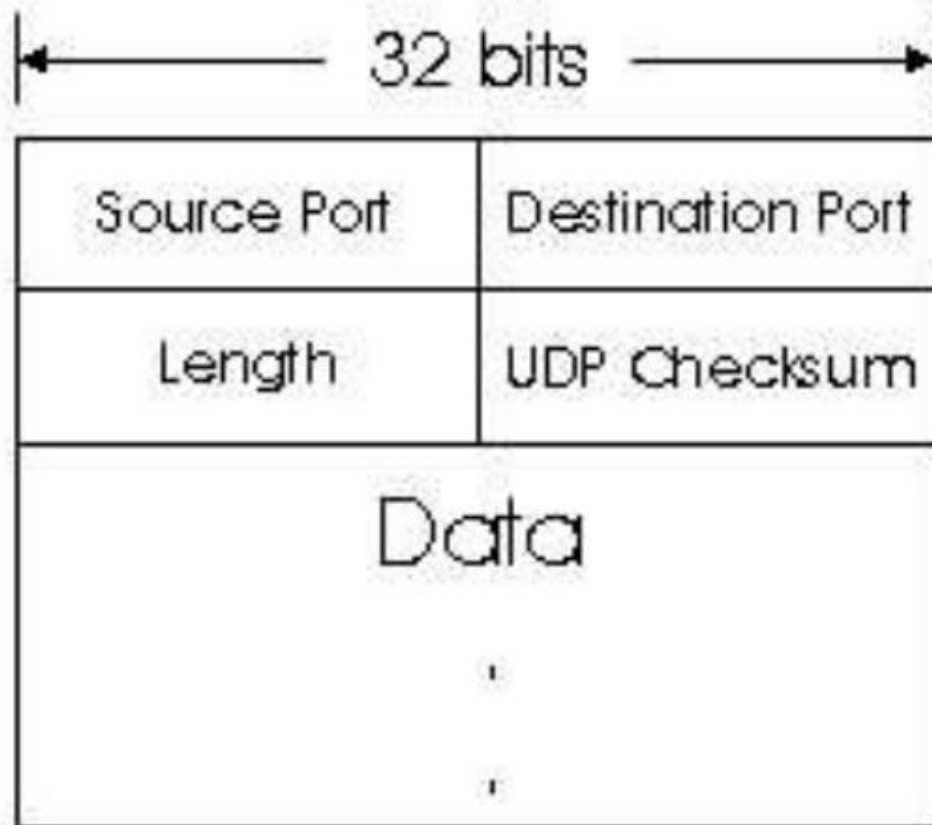 32 bits
Source Port Destination Port
Length UDP Checksum
Data